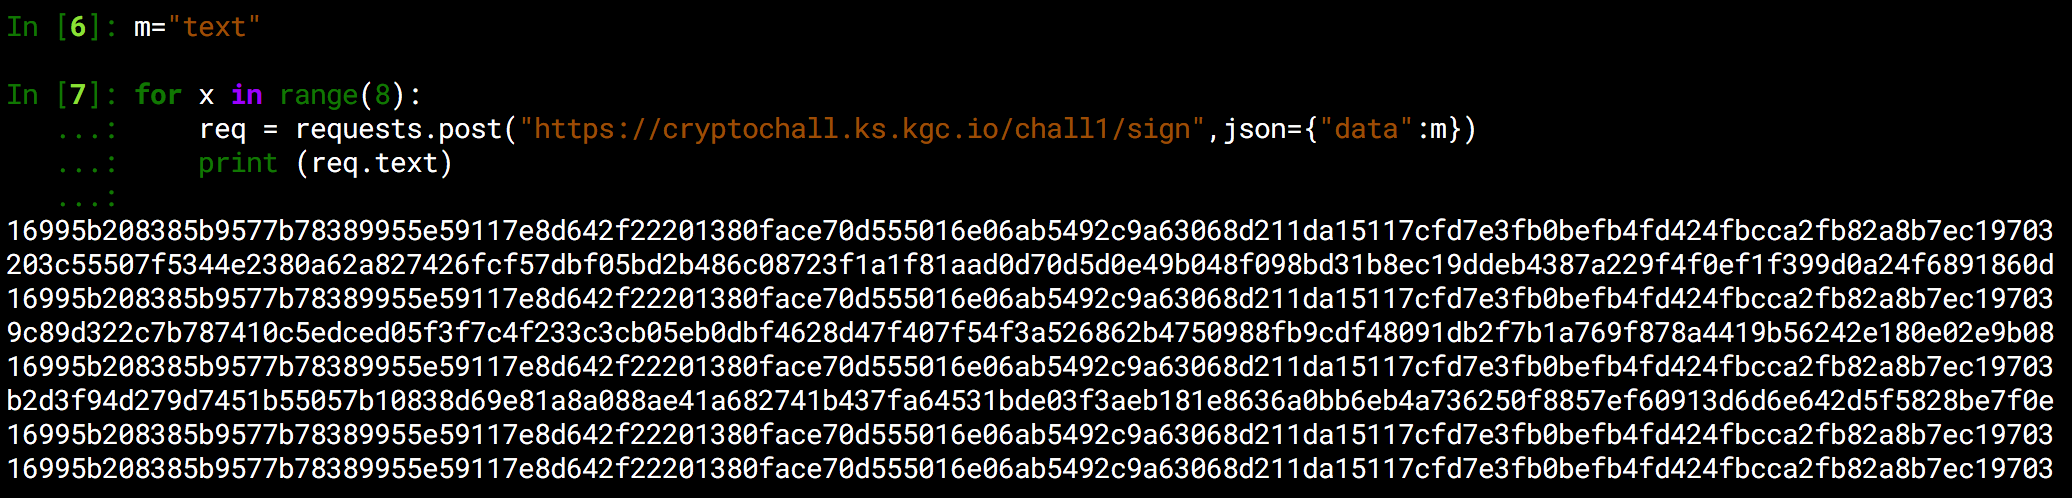 In [6]: m="text"
In [7]: for x in range(8):
   ...:     req = requests.post("https://cryptochall.ks.kgc.io/chall1/sign",json={"data":m})
   ...:     print (req.text)
   ...:
16995b208385b9577b78389955e59117e8d642f22201380face70d555016e06ab5492c9a63068d211da15117cfd7e3fb0befb4fd424fbcca2fb82a8b7ec19703
203c55507f5344e2380a62a827426fcf57dbf05bd2b486c08723f1a1f81aad0d70d5d0e49b048f098bd31b8ec19ddeb4387a229f4f0ef1f399d0a24f6891860d
16995b208385b9577b78389955e59117e8d642f22201380face70d555016e06ab5492c9a63068d211da15117cfd7e3fb0befb4fd424fbcca2fb82a8b7ec19703
9c89d322c7b787410c5edced05f3f7c4f233c3cb05eb0dbf4628d47f407f54f3a526862b4750988fb9cdf48091db2f7b1a769f878a4419b56242e180e02e9b08
16995b208385b9577b78389955e59117e8d642f22201380face70d555016e06ab5492c9a63068d211da15117cfd7e3fb0befb4fd424fbcca2fb82a8b7ec19703
b2d3f94d279d7451b55057b10838d69e81a8a088ae41a682741b437fa64531bde03f3aeb181e8636a0bb6eb4a736250f8857ef60913d6d6e642d5f5828be7f0e
16995b208385b9577b78389955e59117e8d642f22201380face70d555016e06ab5492c9a63068d211da15117cfd7e3fb0befb4fd424fbcca2fb82a8b7ec19703
16995b208385b9577b78389955e59117e8d642f22201380face70d555016e06ab5492c9a63068d211da15117cfd7e3fb0befb4fd424fbcca2fb82a8b7ec19703